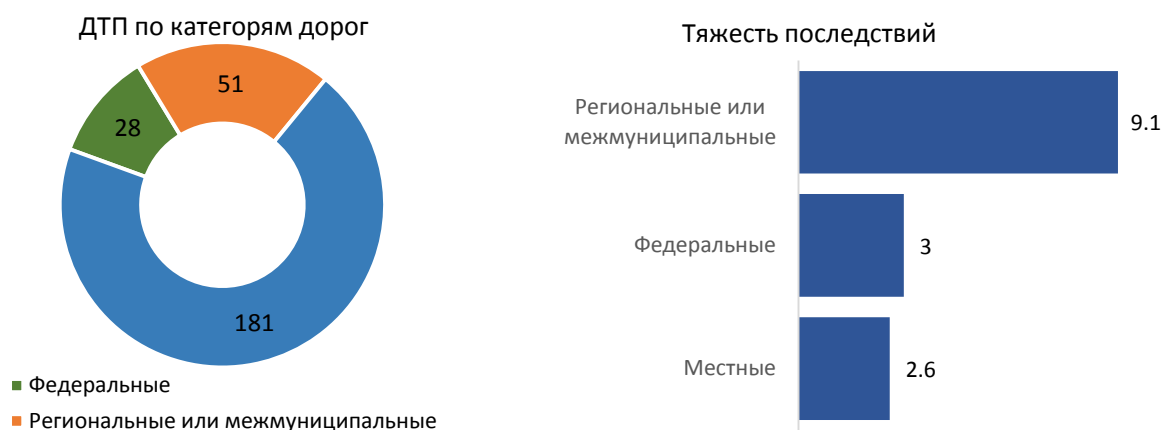 ДТП по категорям дорог
51
28
181
Федеральные
Региональные или межмуниципальные
Тяжесть последствий
Региональные или
межмуниципальные
9.1
Федеральные
3
Местные
2.6